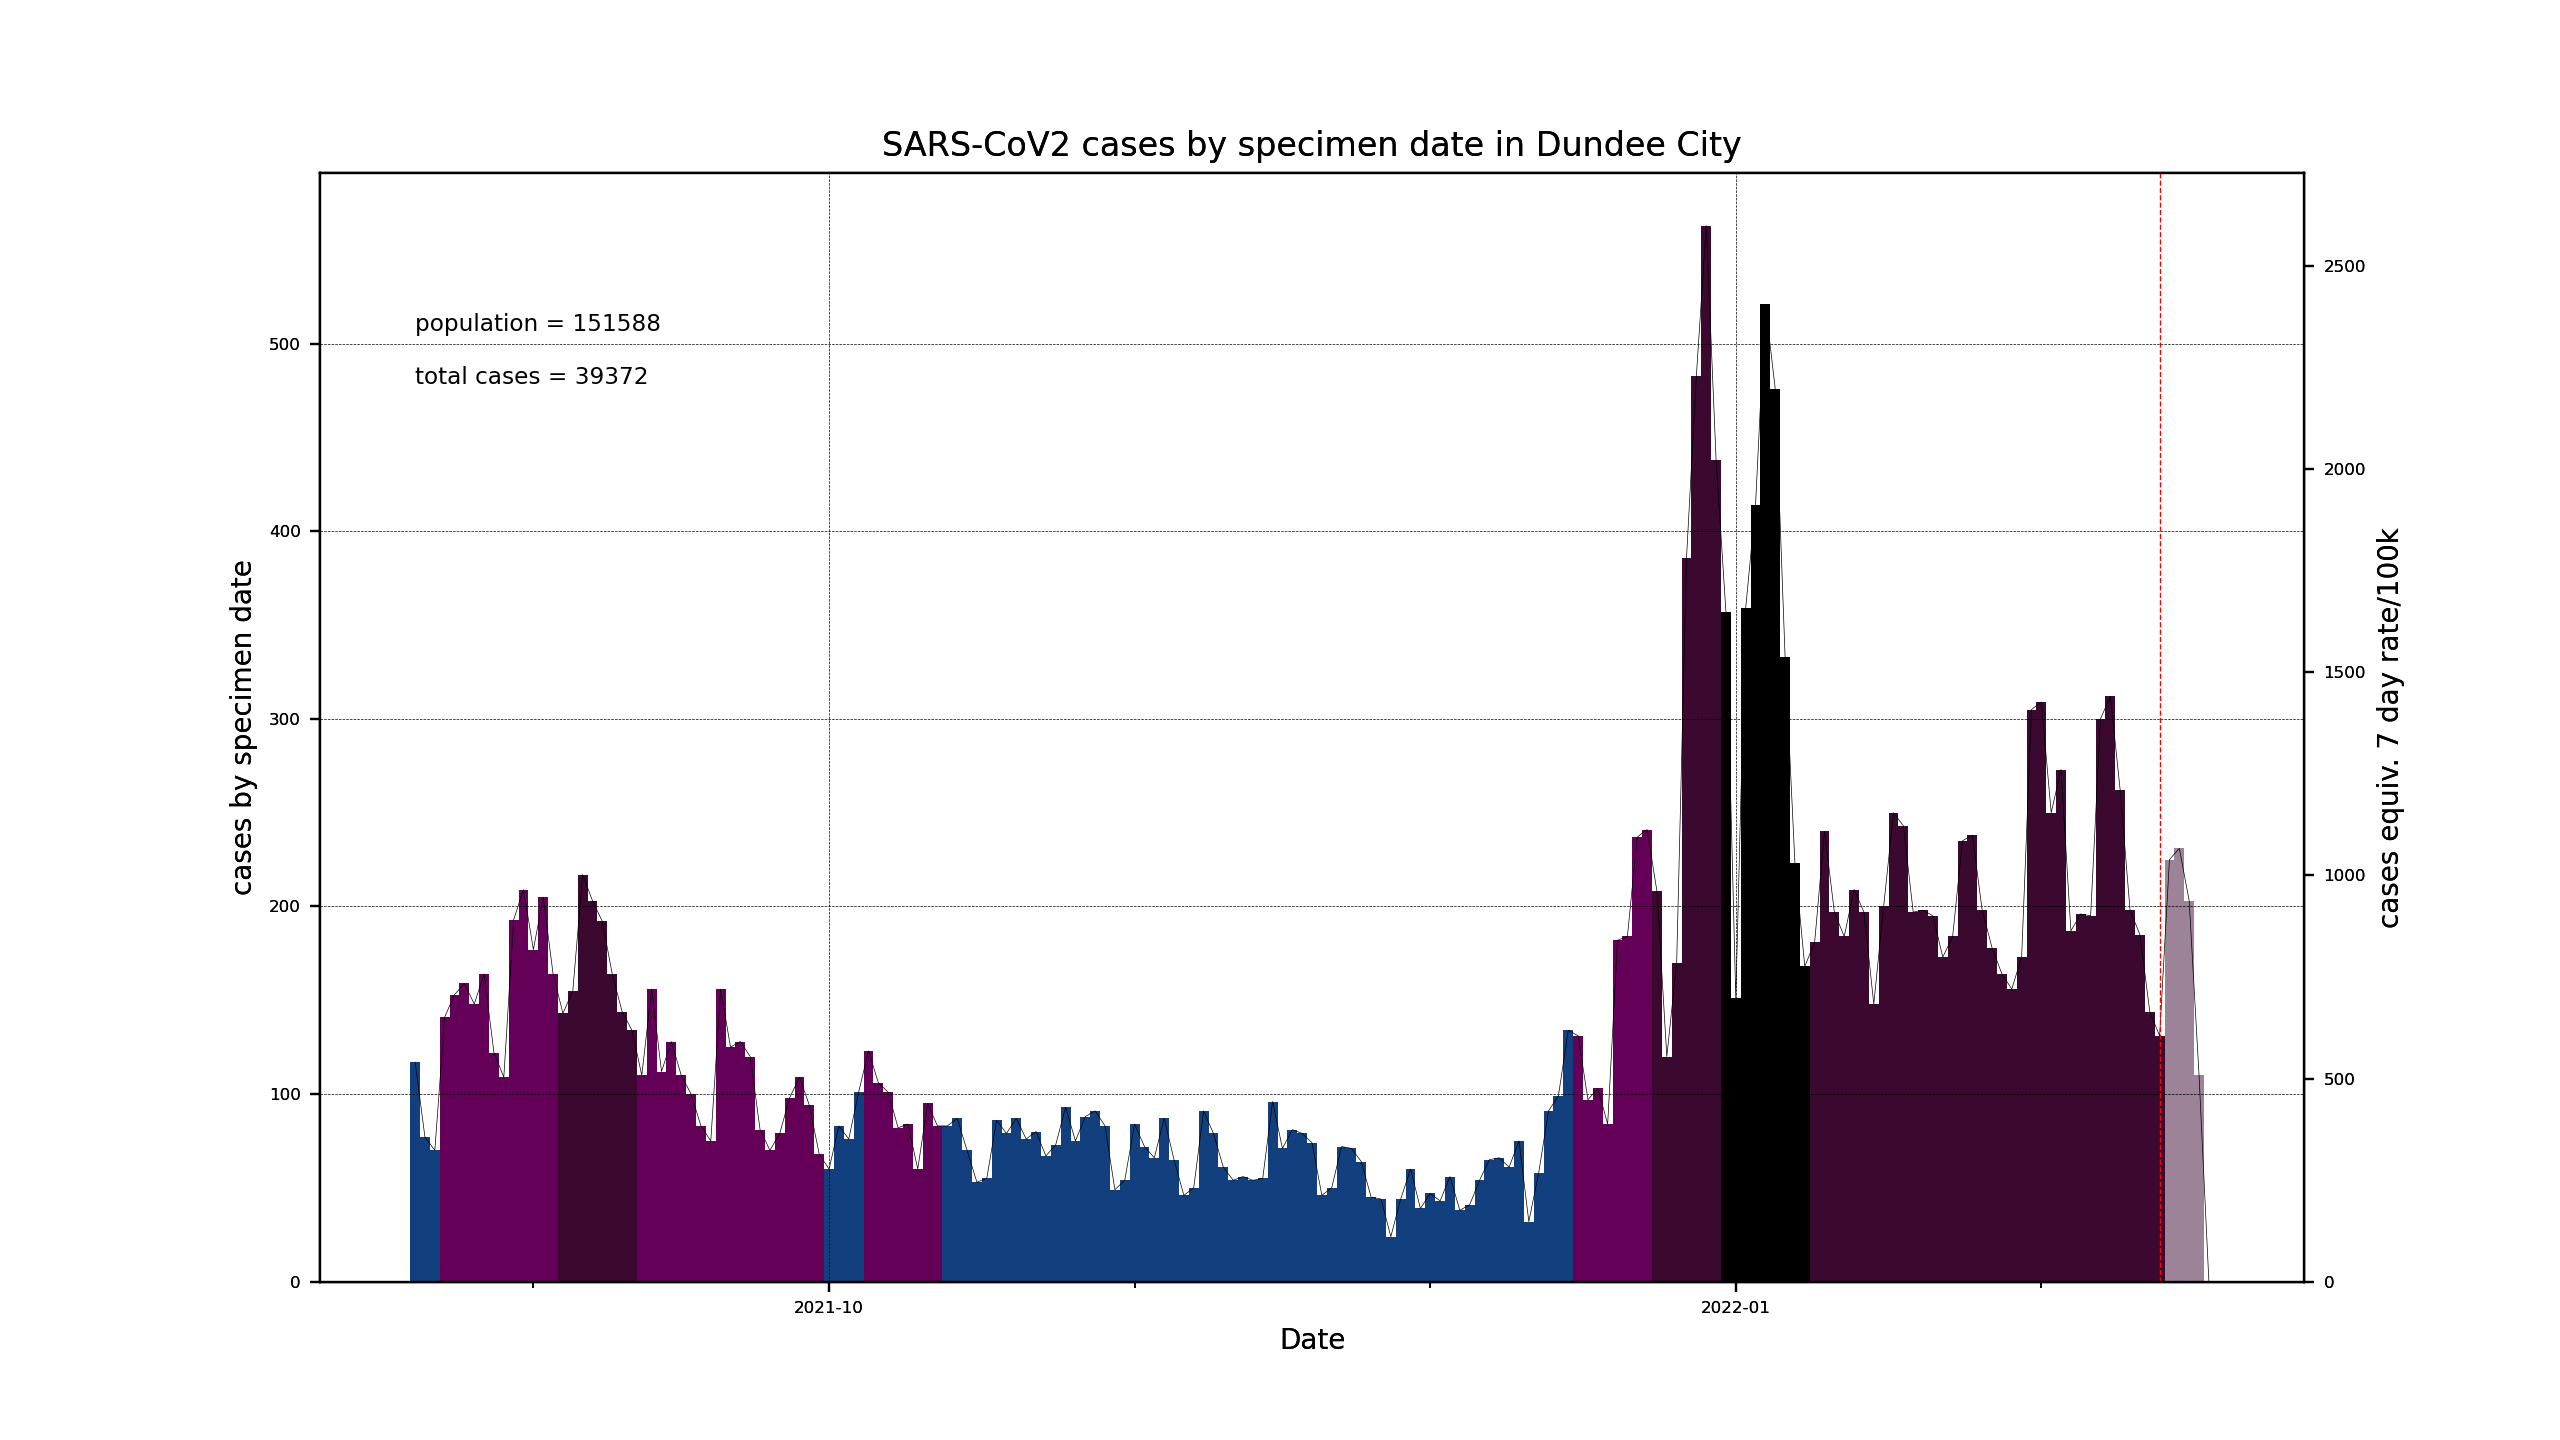 SARS-CoV2 cases by specimen date in Dundee City
population = 151588
total cases = 39372
cases by specimen date
500
400
300
200
100
0
2500
2000
1500
1000
500
0
cases equiv. 7 day rate/100k
2021-10
2022-01
Date